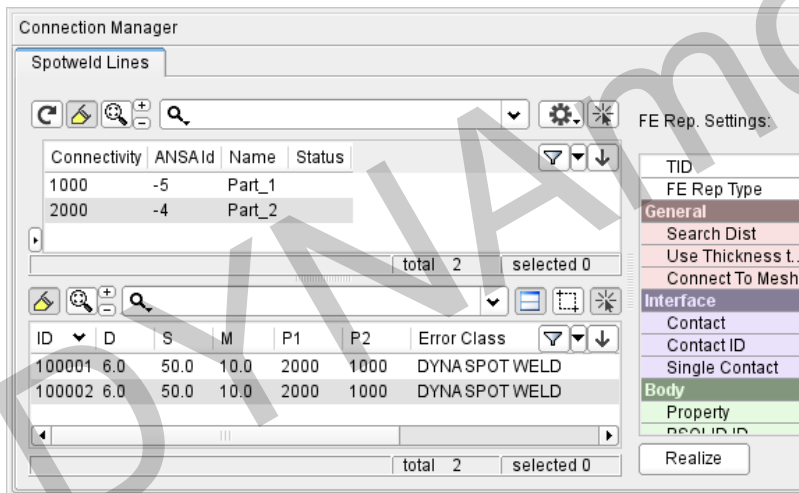 Connection Manager
Spotweld Lines
FE Rep. Settings:
Connectivity ANSA Id Name Status
1000 -5 Part_1
2000 -4 Part_2
total 2 selected 0
ID D S M P1 P2 Error Class
100001 6.0 50.0 10.0 2000 1000 DYNA SPOT WELD
100002 6.0 50.0 10.0 2000 1000 DYNA SPOT WELD
total 2 selected 0
TID
FE Rep Type
General
Search Dist
Use Thickness t..
Connect To Mesh
Interface
Contact
Contact ID
Single Contact
Body
Property
PSOLID ID
Realize
DYNAmo